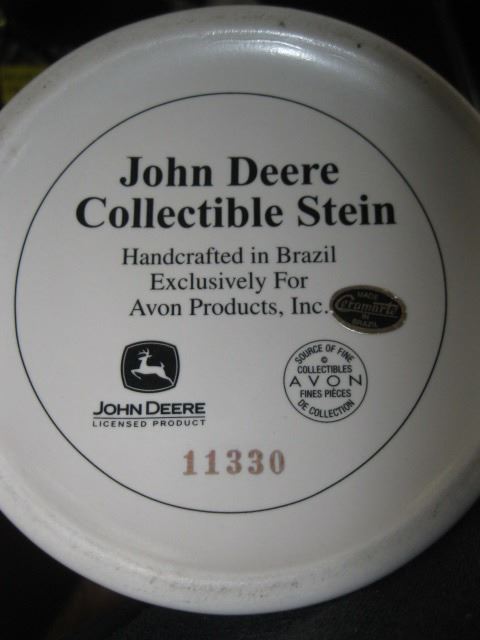 John Deere
Collectible Stein
Handcrafted in Brazil
Exclusively For
Avon Products, Inc.
MADE
Ceramarte
IN
BRAZIL
JOHN DEERE
LICENSED PRODUCT
SOURCE OF FINE
©
COLLECTIBLES
AVON
FINES PIÈCES
DE COLLECTION
11330